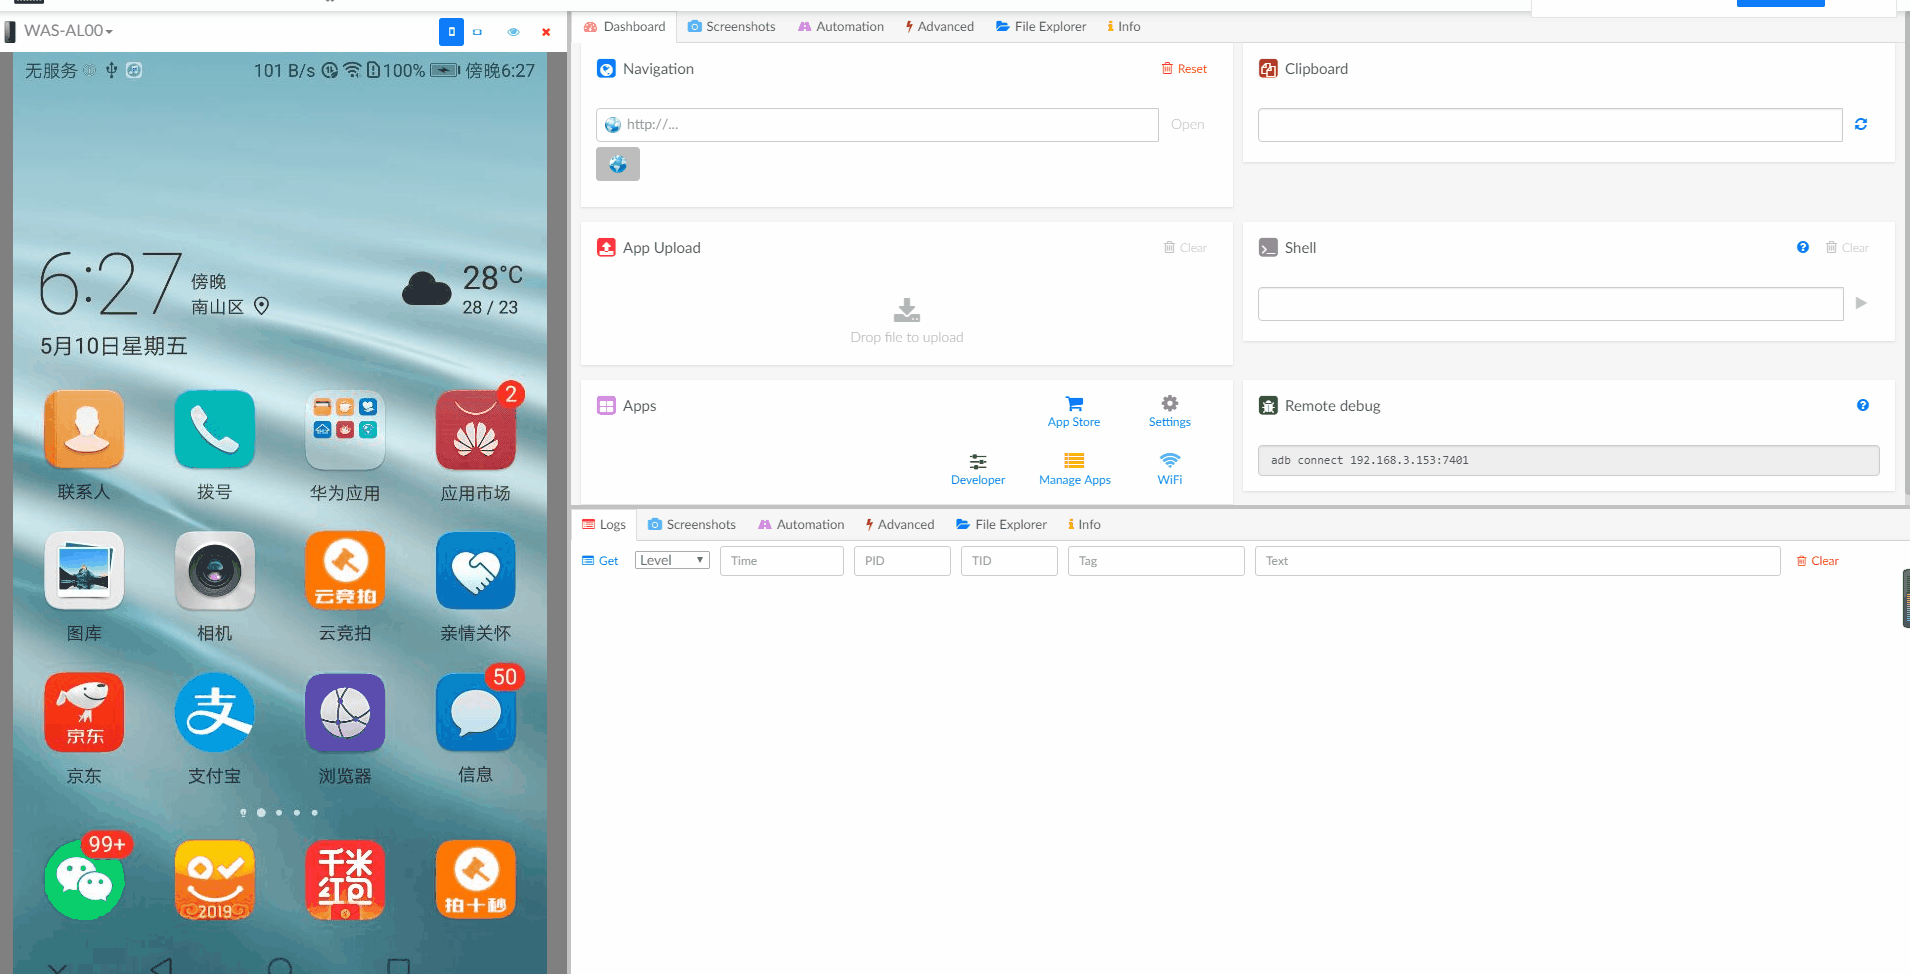 WAS-AL00
Dashboard
Screenshots
Automation
Advanced
File Explorer
Info
无服务
101 B/s
100%
傍晚6:27
6:27
傍晚
南山区
28°C
28 / 23
5月10日星期五
2
联系人
拨号
华为应用
应用市场
云竞拍
图库
相机
云竞拍
亲情关怀
50
京东
支
京东
支付宝
浏览器
信息
99+
2019
千米红包
拍十秒
Navigation
Reset
http://...
Open
Clipboard
App Upload
Clear
Drop file to upload
Shell
Clear
Apps
App Store
Settings
Developer
Manage Apps
WiFi
Remote debug
adb connect 192.168.3.153:7401
Logs
Screenshots
Automation
Advanced
File Explorer
Info
Get
Level
Time
PID
TID
Tag
Text
Clear